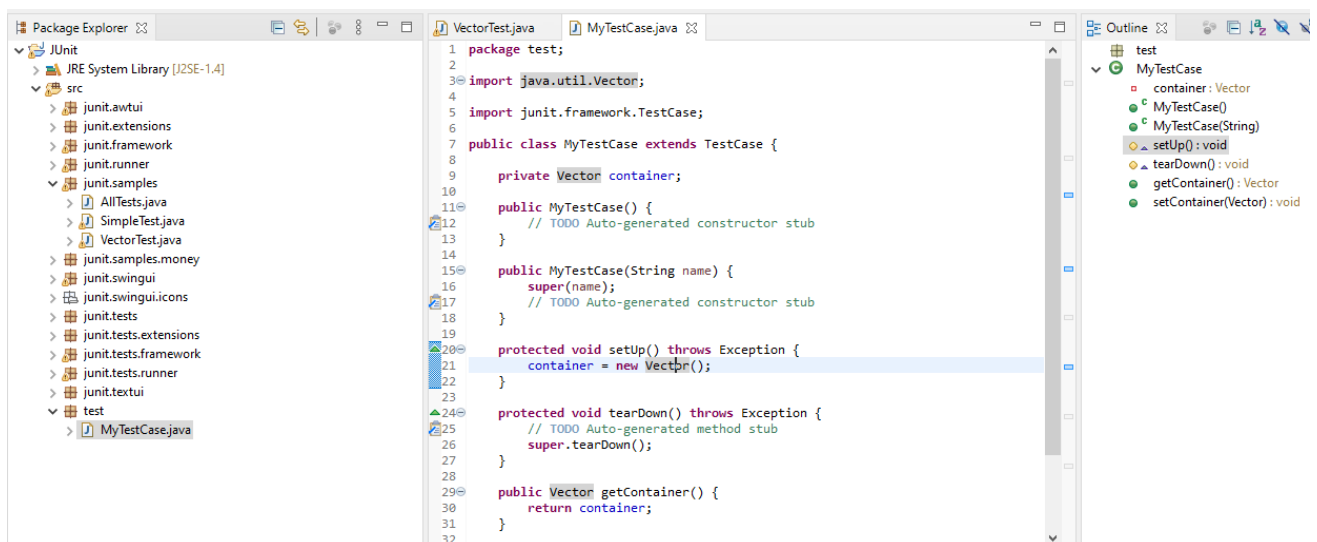 Package Explorer
JUnit
JRE System Library [J2SE-1.4]
src
junit.awtui
junit.extensions
junit.framework
junit.runner
junit.samples
AllTests.java
SimpleTest.java
VectorTest.java
junit.samples.money
junit.swingui
junit.swingui.icons
junit.tests
junit.tests.extensions
junit.tests.framework
junit.tests.runner
junit.textui
test
MyTestCase.java
VectorTest.java MyTestCase.java
1 package test;
2
3 import java.util.Vector;
4
5 import junit.framework.TestCase;
6
7 public class MyTestCase extends TestCase {
8
9 private Vector container;
10
11 public MyTestCase() {
12 // TODO Auto-generated constructor stub
13 }
14
15 public MyTestCase(String name) {
16 super(name);
17 // TODO Auto-generated constructor stub
18 }
19
20 protected void setUp() throws Exception {
21 container = new Vector();
22 }
23
24 protected void tearDown() throws Exception {
25 // TODO Auto-generated method stub
26 super.tearDown();
27 }
28
29 public Vector getContainer() {
30 return container;
31 }
32
Outline
test
MyTestCase
container : Vector
MyTestCase()
MyTestCase(String)
setUp() : void
tearDown() : void
getContainer() : Vector
setContainer(Vector) : void